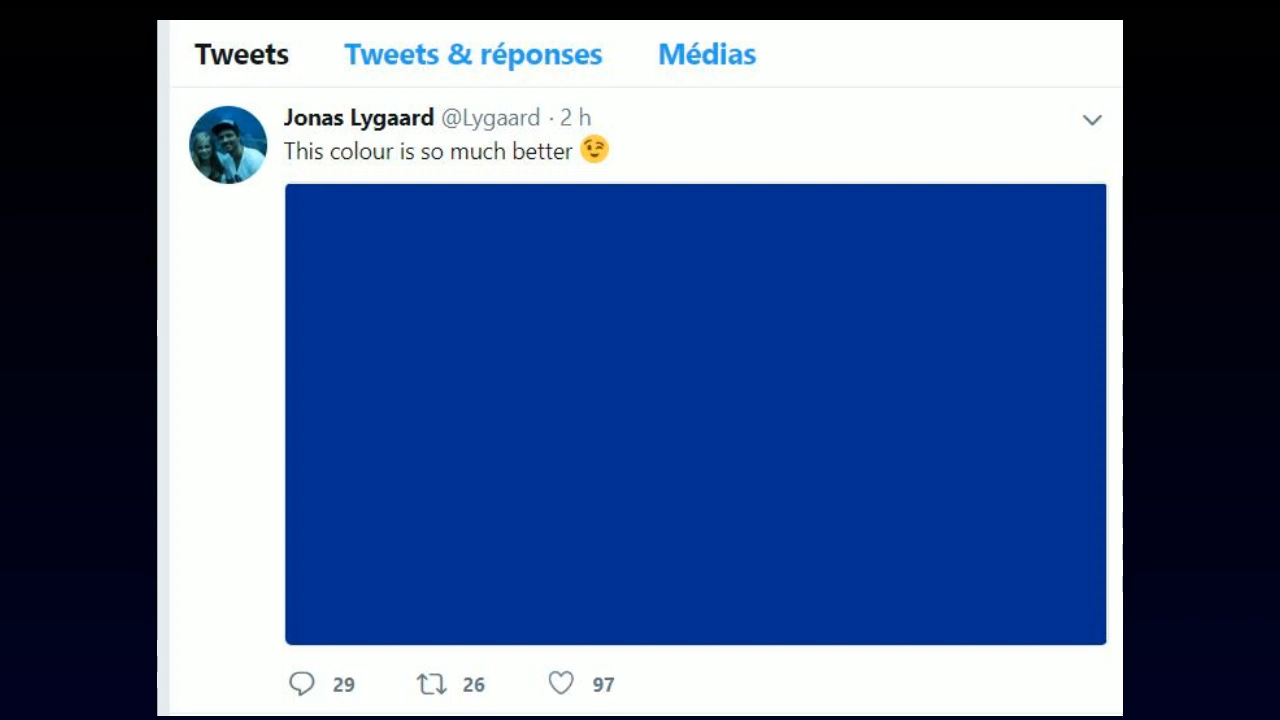 Tweets Tweets & réponses Médias
Jonas Lygaard @Lygaard · 2 h
This colour is so much better 😉
29 26 97